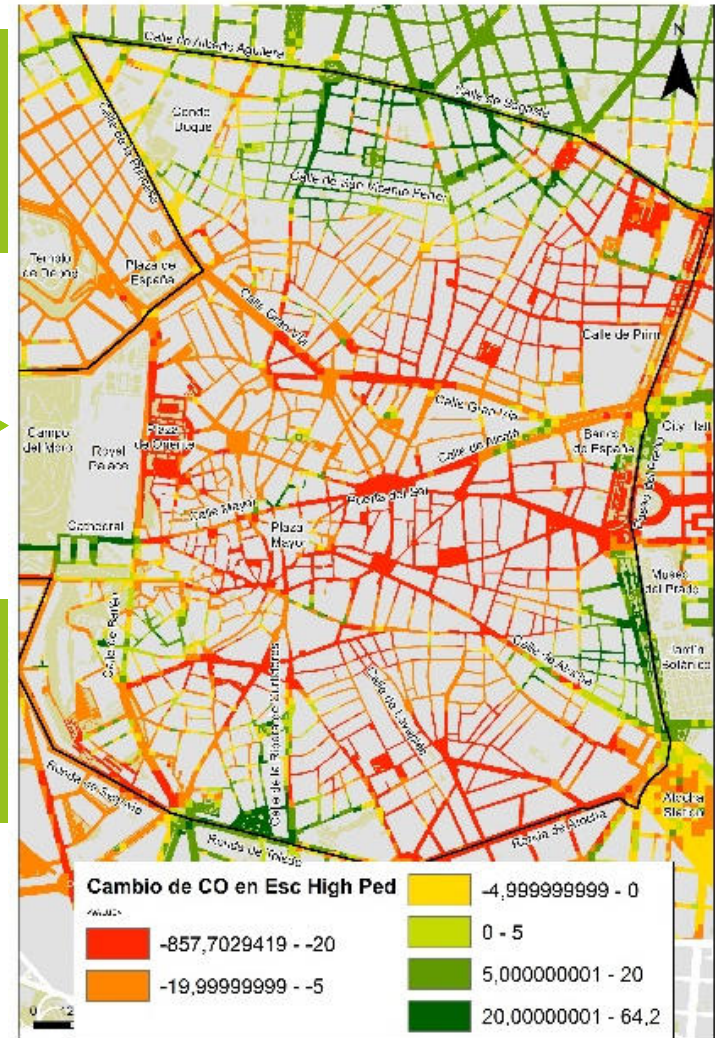 N
Calle de Alberto Aguilera
Calle de Sagasta
Conde
Duque
Calle de la Princesa
Calle de San Vicente Ferrer
Templo
de Debod
Plaza de
España
Calle Gran Vía
Calle de Prim
Calle Gran Vía
Campo
del Moro
Royal
Palace
Plaza
de Oriente
Calle de Alcalá
Banco
de España
City Hall
Paseo del Prado
Calle Mayor
Puerta del Sol
Cathedral
Plaza
Mayor
Museo
del Prado
Calle de Bailén
Calle de Atocha
Jardín
Botánico
Calle de la Ribera de Curtidores
Ronda de Segovia
Atocha
Station
Ronda de Toledo
Ronda de Atocha
Cambio de CO en Esc High Ped
<VALUE>
-857,7029419 - -20
-19,99999999 - -5
-4,999999999 - 0
0 - 5
5,000000001 - 20
20,00000001 - 64,2
0 12